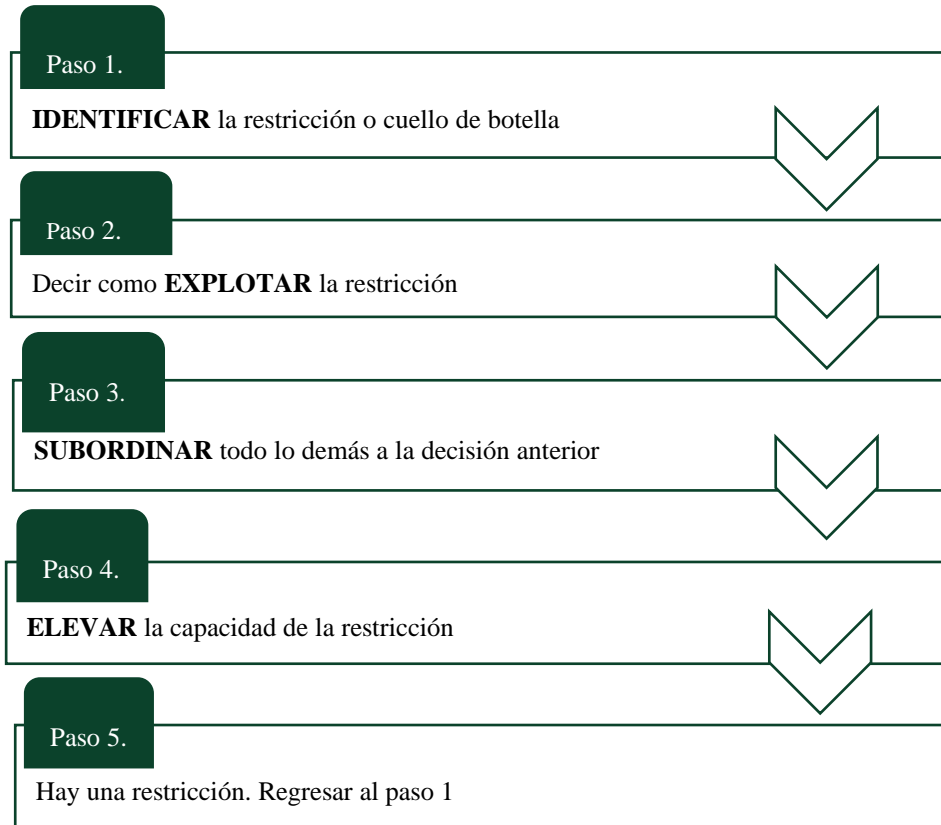 Paso 1.
IDENTIFICAR la restricción o cuello de botella
Paso 2.
Decir como EXPLOTAR la restricción
Paso 3.
SUBORDINAR todo lo demás a la decisión anterior
Paso 4.
ELEVAR la capacidad de la restricción
Paso 5.
Hay una restricción. Regresar al paso 1